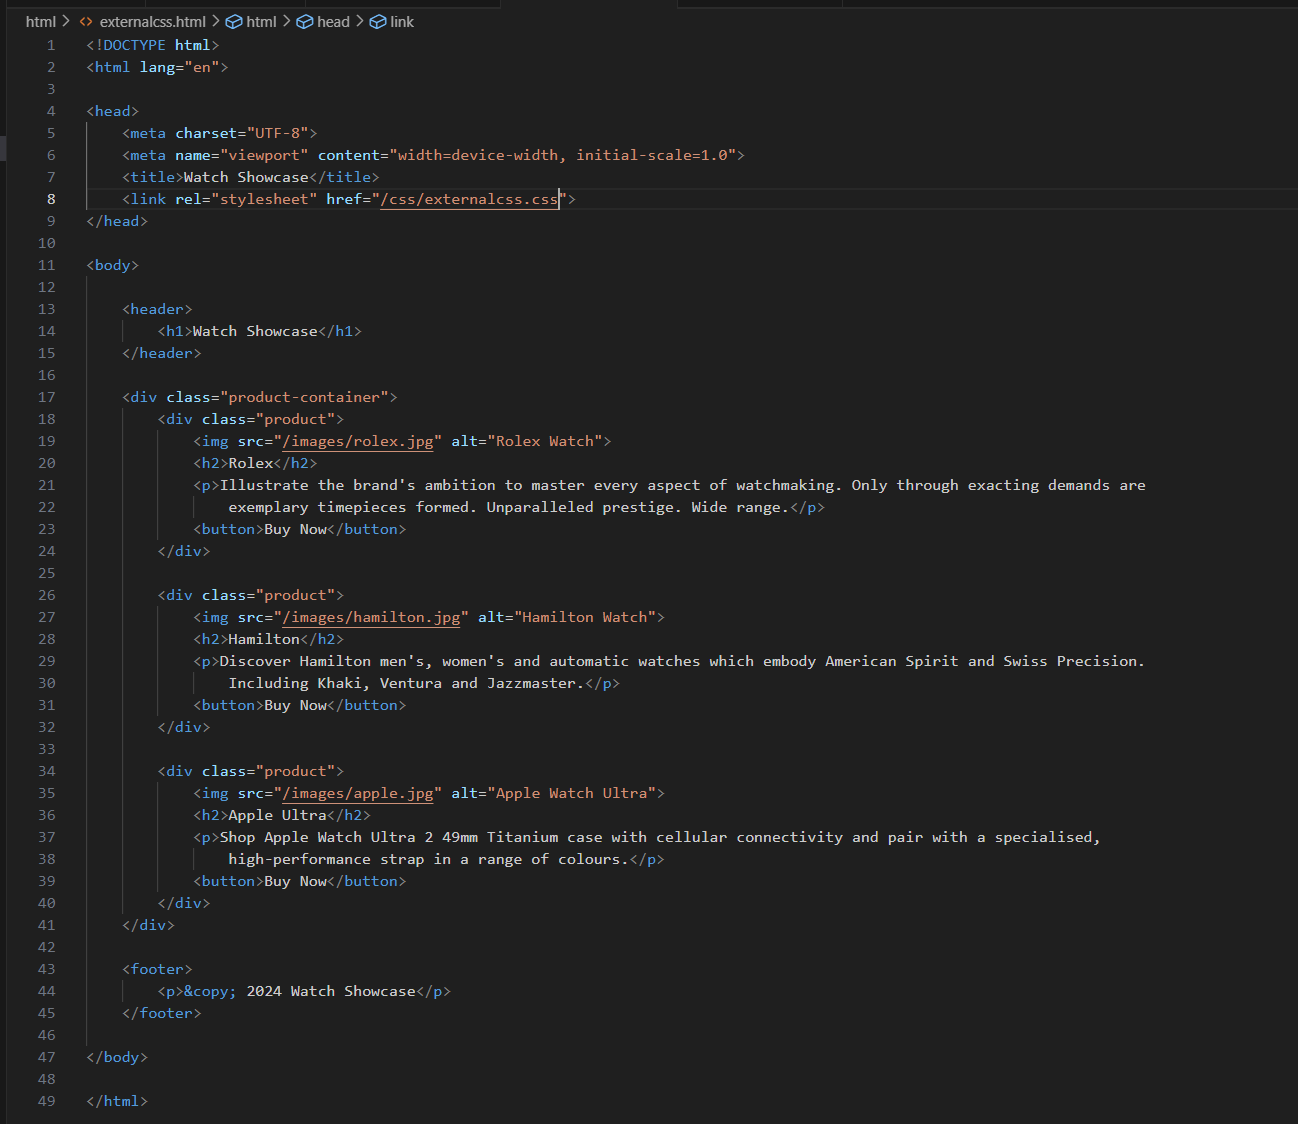 html > externalcss.html > html > head > link
1 <!DOCTYPE html>
2 <html lang="en">
3
4 <head>
5     <meta charset="UTF-8">
6     <meta name="viewport" content="width=device-width, initial-scale=1.0">
7     <title>Watch Showcase</title>
8     <link rel="stylesheet" href="/css/externalcss.css">
9 </head>
10
11 <body>
12
13     <header>
14         <h1>Watch Showcase</h1>
15     </header>
16
17     <div class="product-container">
18         <div class="product">
19             <img src="/images/rolex.jpg" alt="Rolex Watch">
20             <h2>Rolex</h2>
21             <p>Illustrate the brand's ambition to master every aspect of watchmaking. Only through exacting demands are
22                 exemplary timepieces formed. Unparalleled prestige. Wide range.</p>
23             <button>Buy Now</button>
24         </div>
25
26         <div class="product">
27             <img src="/images/hamilton.jpg" alt="Hamilton Watch">
28             <h2>Hamilton</h2>
29             <p>Discover Hamilton men's, women's and automatic watches which embody American Spirit and Swiss Precision.
30                 Including Khaki, Ventura and Jazzmaster.</p>
31             <button>Buy Now</button>
32         </div>
33
34         <div class="product">
35             <img src="/images/apple.jpg" alt="Apple Watch Ultra">
36             <h2>Apple Ultra</h2>
37             <p>Shop Apple Watch Ultra 2 49mm Titanium case with cellular connectivity and pair with a specialised,
38                 high-performance strap in a range of colours.</p>
39             <button>Buy Now</button>
40         </div>
41     </div>
42
43     <footer>
44         <p>&copy; 2024 Watch Showcase</p>
45     </footer>
46
47 </body>
48
49 </html>